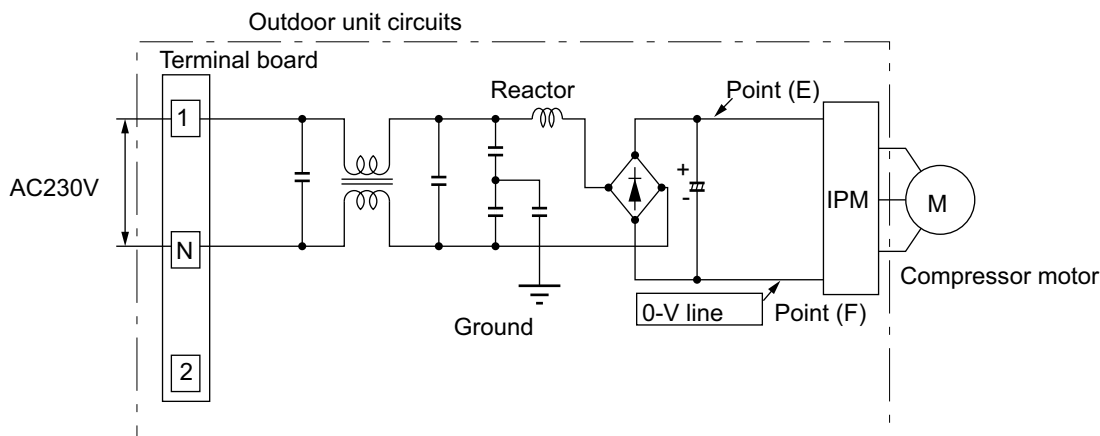 Outdoor unit circuits
Terminal board
1
Reactor
Point (E)
AC230V
+
-
IPM
M
N
Compressor motor
0-V line
Point (F)
Ground
2